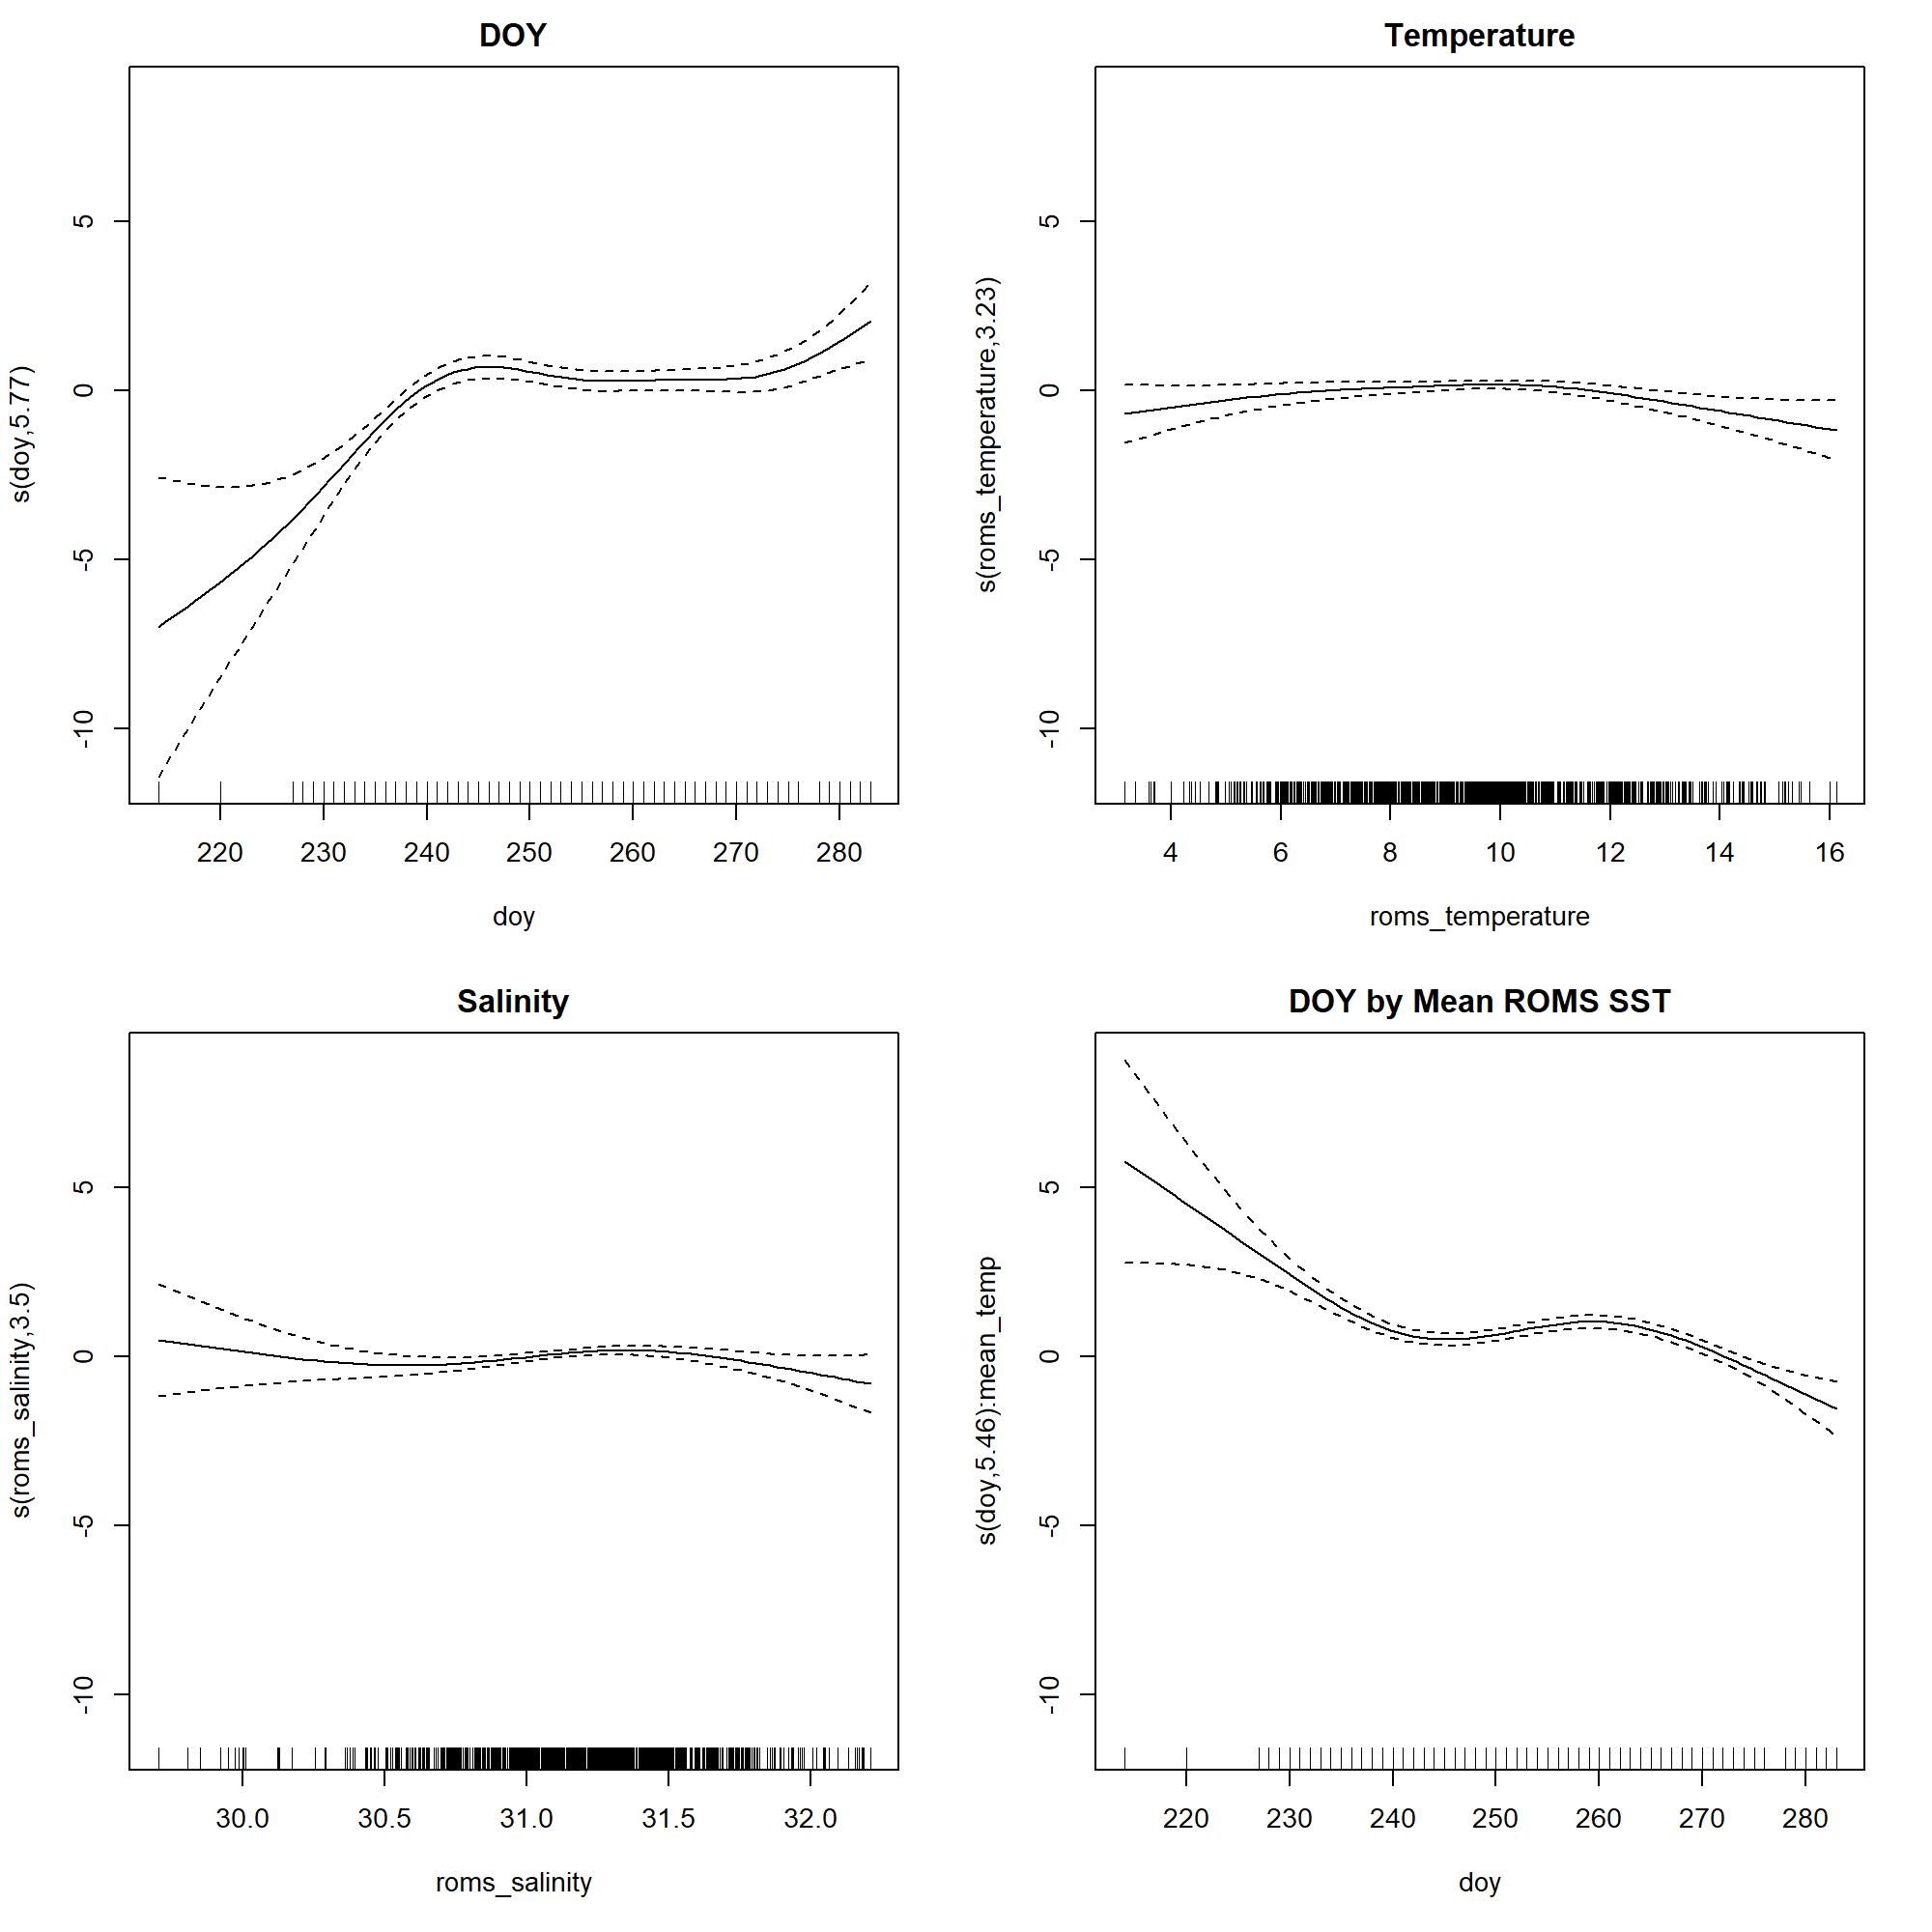 DOY
s(doy,5.77)
5
0
-5
-10
220 230 240 250 260 270 280
doy
Temperature
s(roms_temperature,3.23)
5
0
-5
-10
4 6 8 10 12 14 16
roms_temperature
Salinity
s(roms_salinity,3.5)
5
0
-5
-10
30.0 30.5 31.0 31.5 32.0
roms_salinity
DOY by Mean ROMS SST
s(doy,5.46):mean_temp
5
0
-5
-10
220 230 240 250 260 270 280
doy